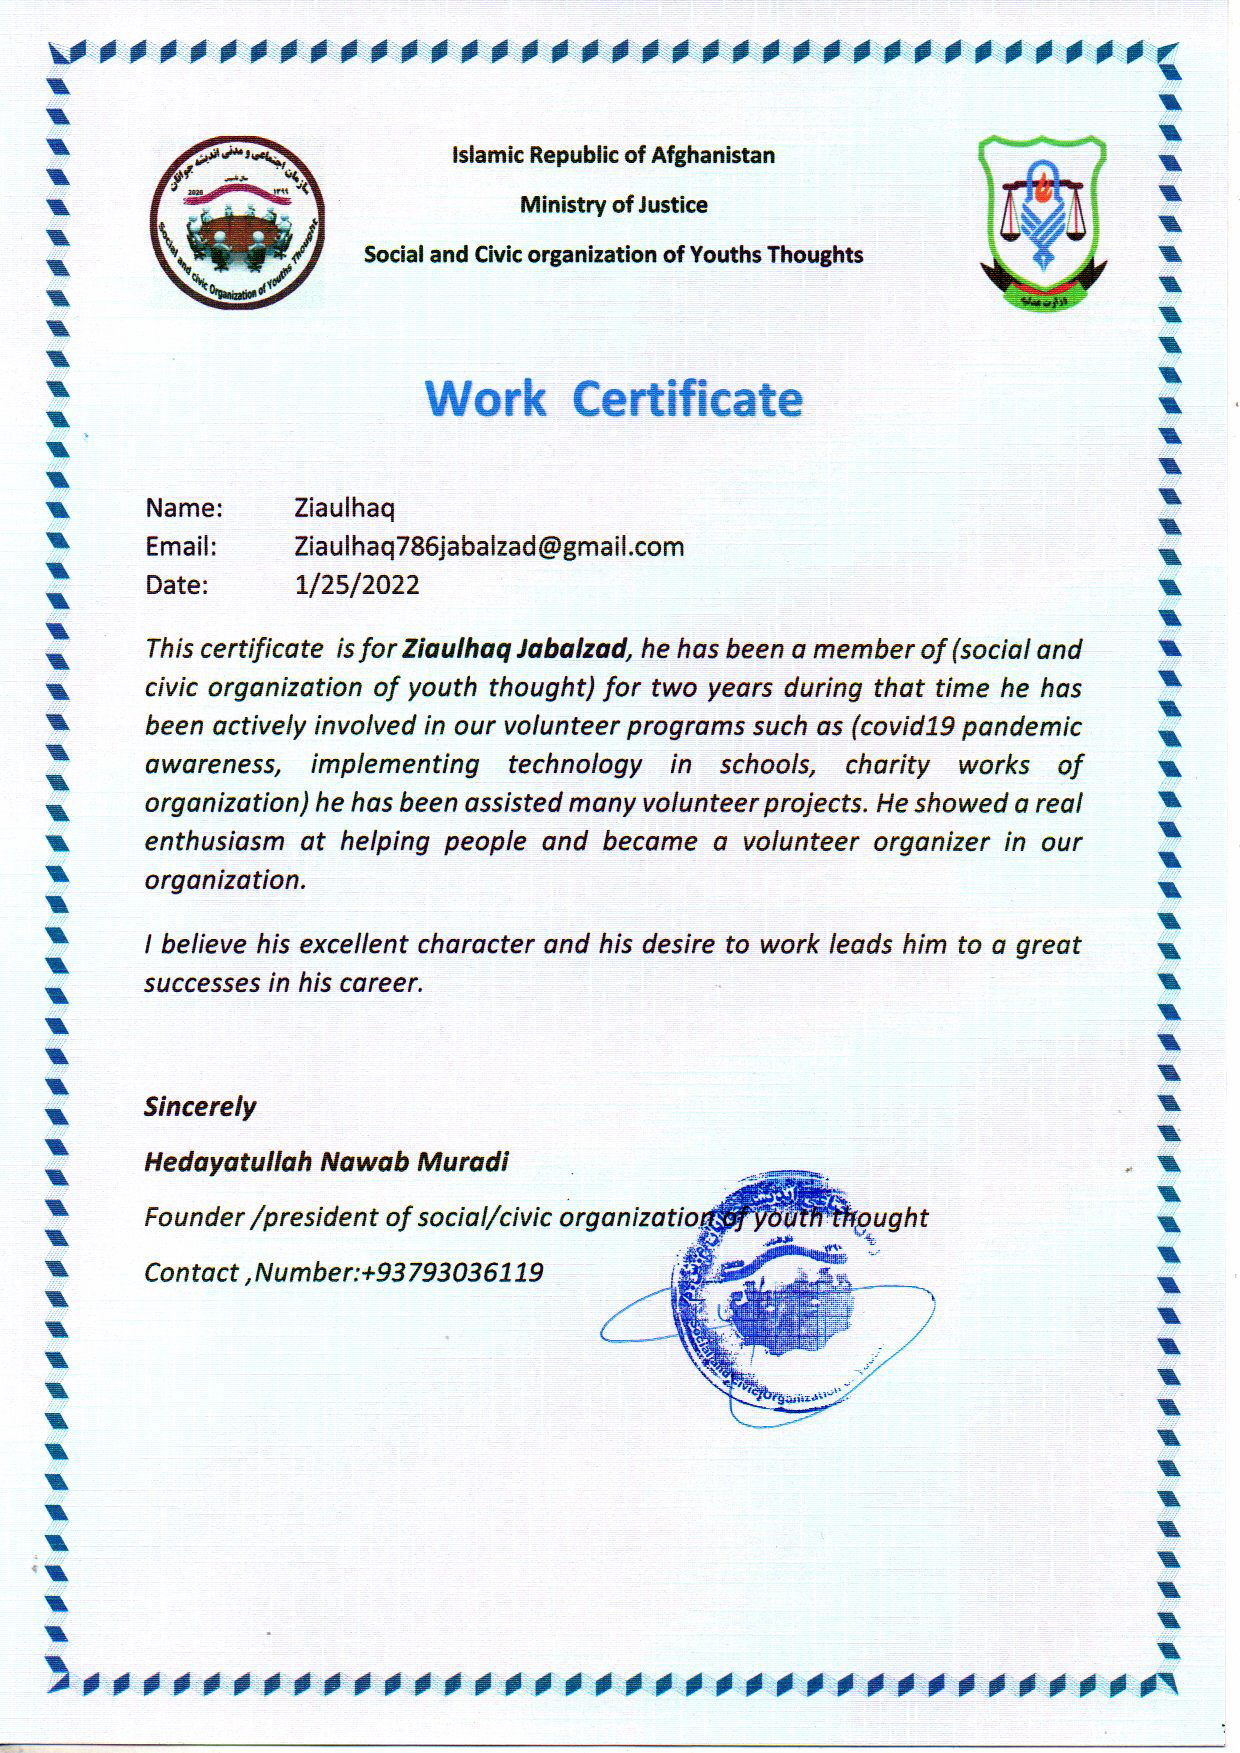 سازمان اجتماعی و مدنی اندیشه جوانان
2020 ۱۳۹۹
Social and civic Organization of Youths Thought
Islamic Republic of Afghanistan
Ministry of Justice
Social and Civic organization of Youths Thoughts
وزارت عدلیه
Work Certificate
Name: Ziaulhaq
Email: Ziaulhaq786jabalzad@gmail.com
Date: 1/25/2022
This certificate is for Ziaulhaq Jabalzad, he has been a member of (social and
civic organization of youth thought) for two years during that time he has
been actively involved in our volunteer programs such as (covid19 pandemic
awareness, implementing technology in schools, charity works of
organization) he has been assisted many volunteer projects. He showed a real
enthusiasm at helping people and became a volunteer organizer in our
organization.
I believe his excellent character and his desire to work leads him to a great
successes in his career.
Sincerely
Hedayatullah Nawab Muradi
Founder /president of social/civic organization of youth thought
Contact ,Number:+93793036119
Social and Civic Organization